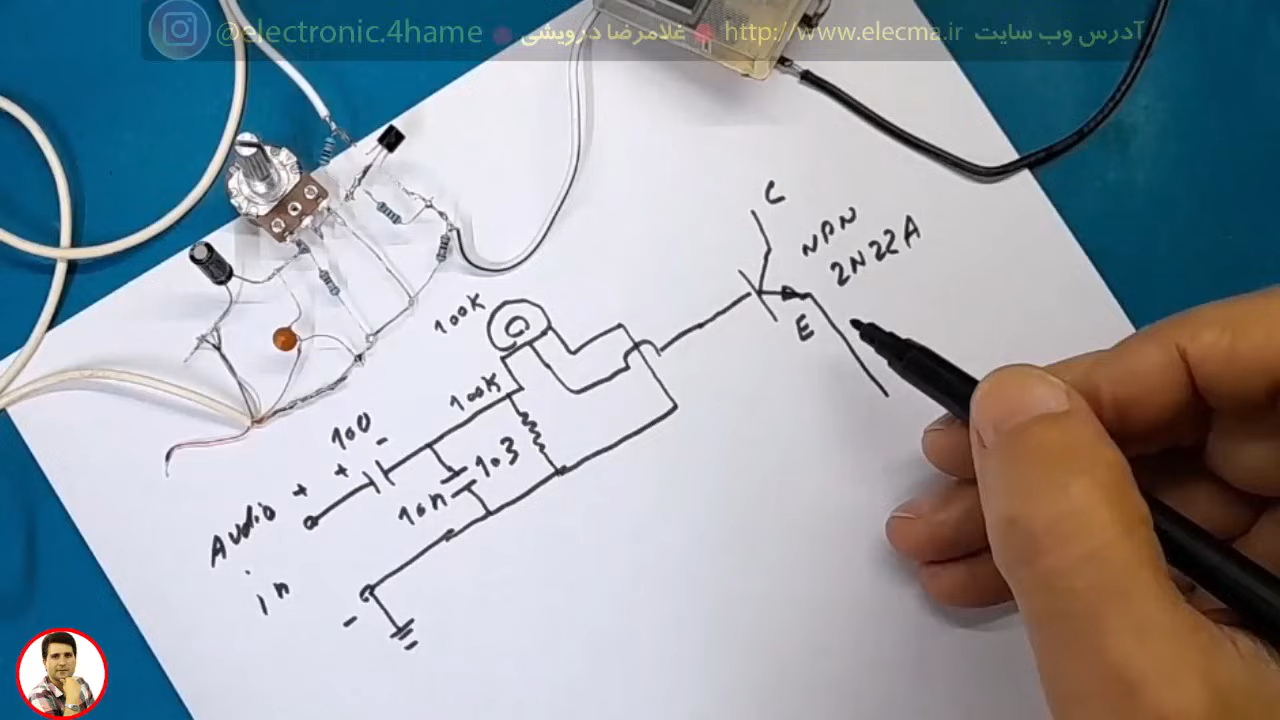 @electronic.4hame غلامرضا درویشی http://www.elecma.ir آدرس وب سایت
C
NPN
2N22A
E
100K
100K
100
+ -
103
10n
Audio +
in
-